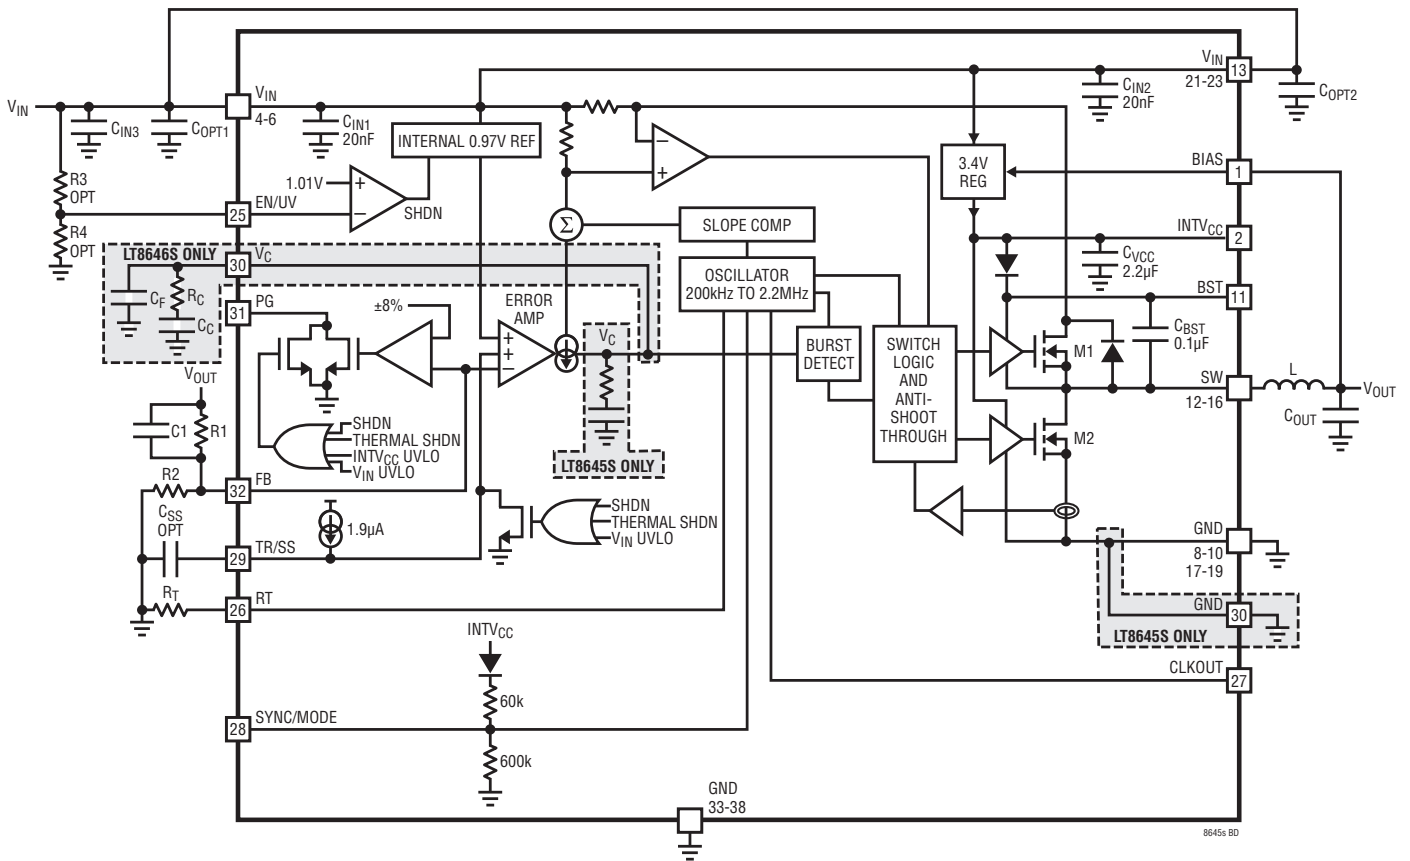 VIN
CIN3
COPT1
VIN
4-6
CIN1
20nF
INTERNAL 0.97V REF
VIN
21-23
13
CIN2
20nF
COPT2
R3
OPT
R4
OPT
EN/UV
25
1.01V
+
–
SHDN
–
+
3.4V
REG
BIAS
1
INTVCC
2
CVCC
2.2µF
Σ
SLOPE COMP
OSCILLATOR
200kHz TO 2.2MHz
LT8646S ONLY
VC
30
CF
RC
CC
PG
31
±8%
ERROR
AMP
+
+
–
VC
LT8645S ONLY
BURST
DETECT
SWITCH
LOGIC
AND
ANTI-
SHOOT
THROUGH
BST
11
CBST
0.1µF
M1
M2
SW
12-16
L
VOUT
COUT
VOUT
C1
R1
R2
FB
32
SHDN
THERMAL SHDN
INTVCC UVLO
VIN UVLO
CSS
OPT
1.9µA
TR/SS
29
SHDN
THERMAL SHDN
VIN UVLO
GND
8-10
17-19
GND
30
LT8645S ONLY
RT
RT
26
INTVCC
60k
600k
SYNC/MODE
28
CLKOUT
27
GND
33-38
8645s BD